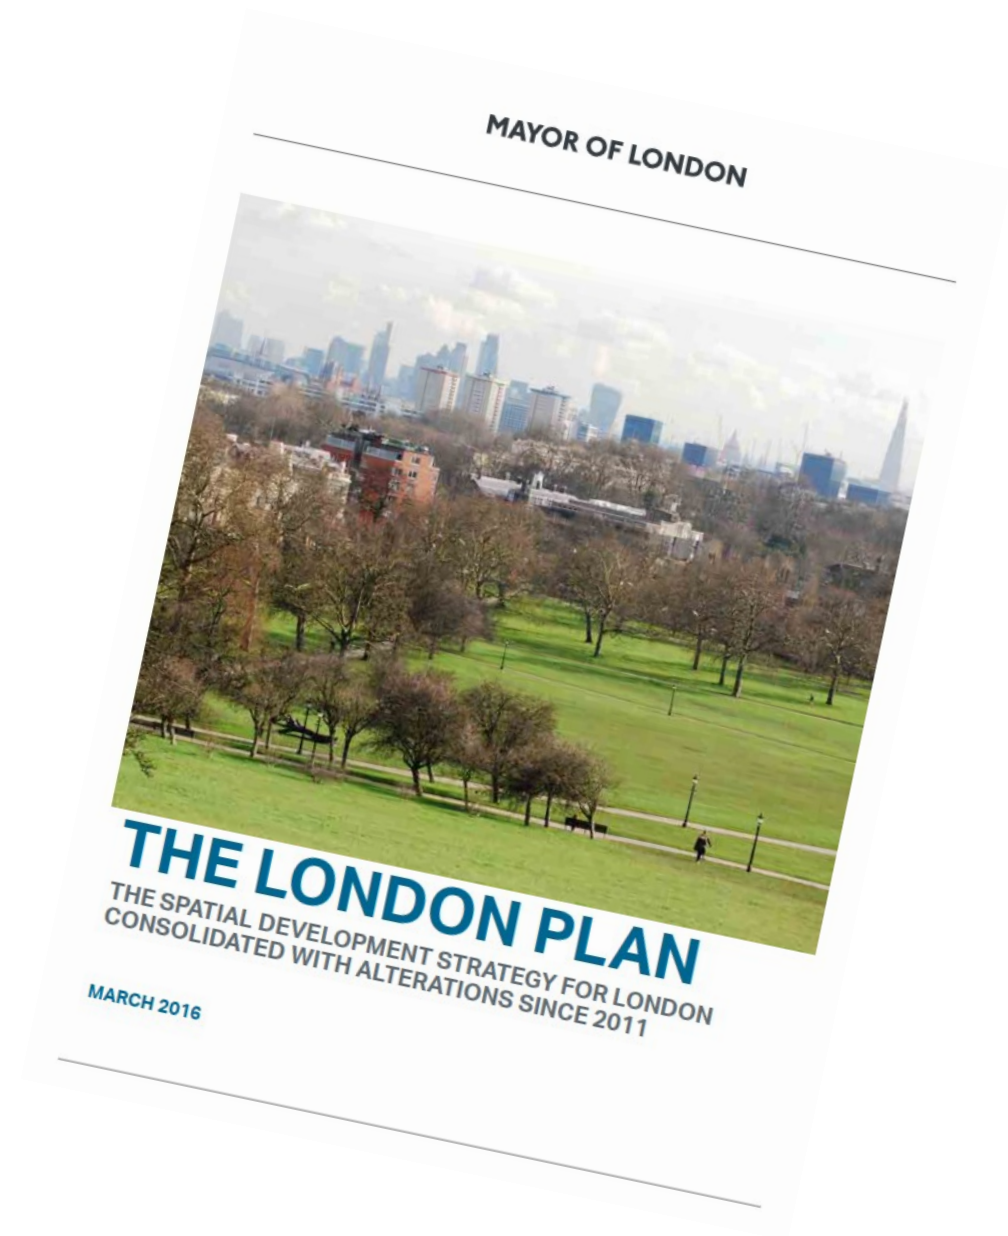 MAYOR OF LONDON
THE LONDON PLAN
THE SPATIAL DEVELOPMENT STRATEGY FOR LONDON
CONSOLIDATED WITH ALTERATIONS SINCE 2011
MARCH 2016